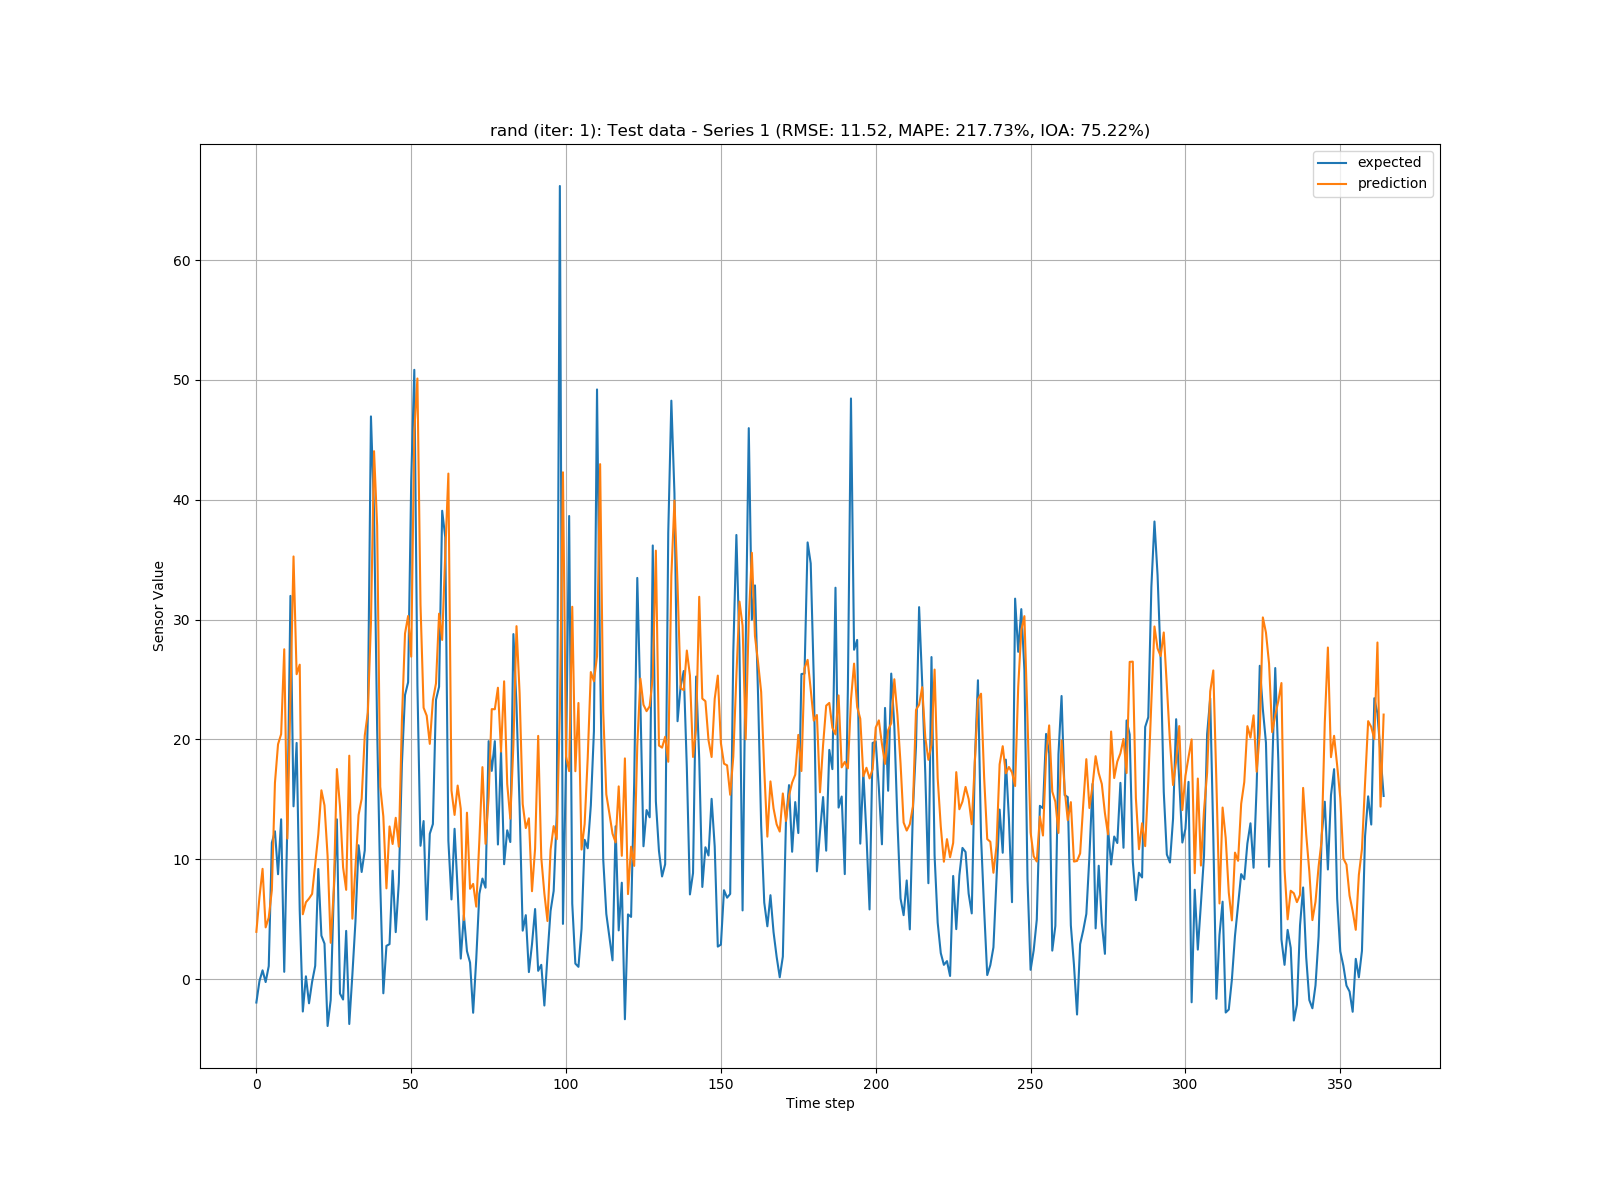 rand (iter: 1): Test data - Series 1 (RMSE: 11.52, MAPE: 217.73%, IOA: 75.22%)
expected
prediction
60
50
40
30
20
10
0
Sensor Value
0 50 100 150 200 250 300 350
Time step